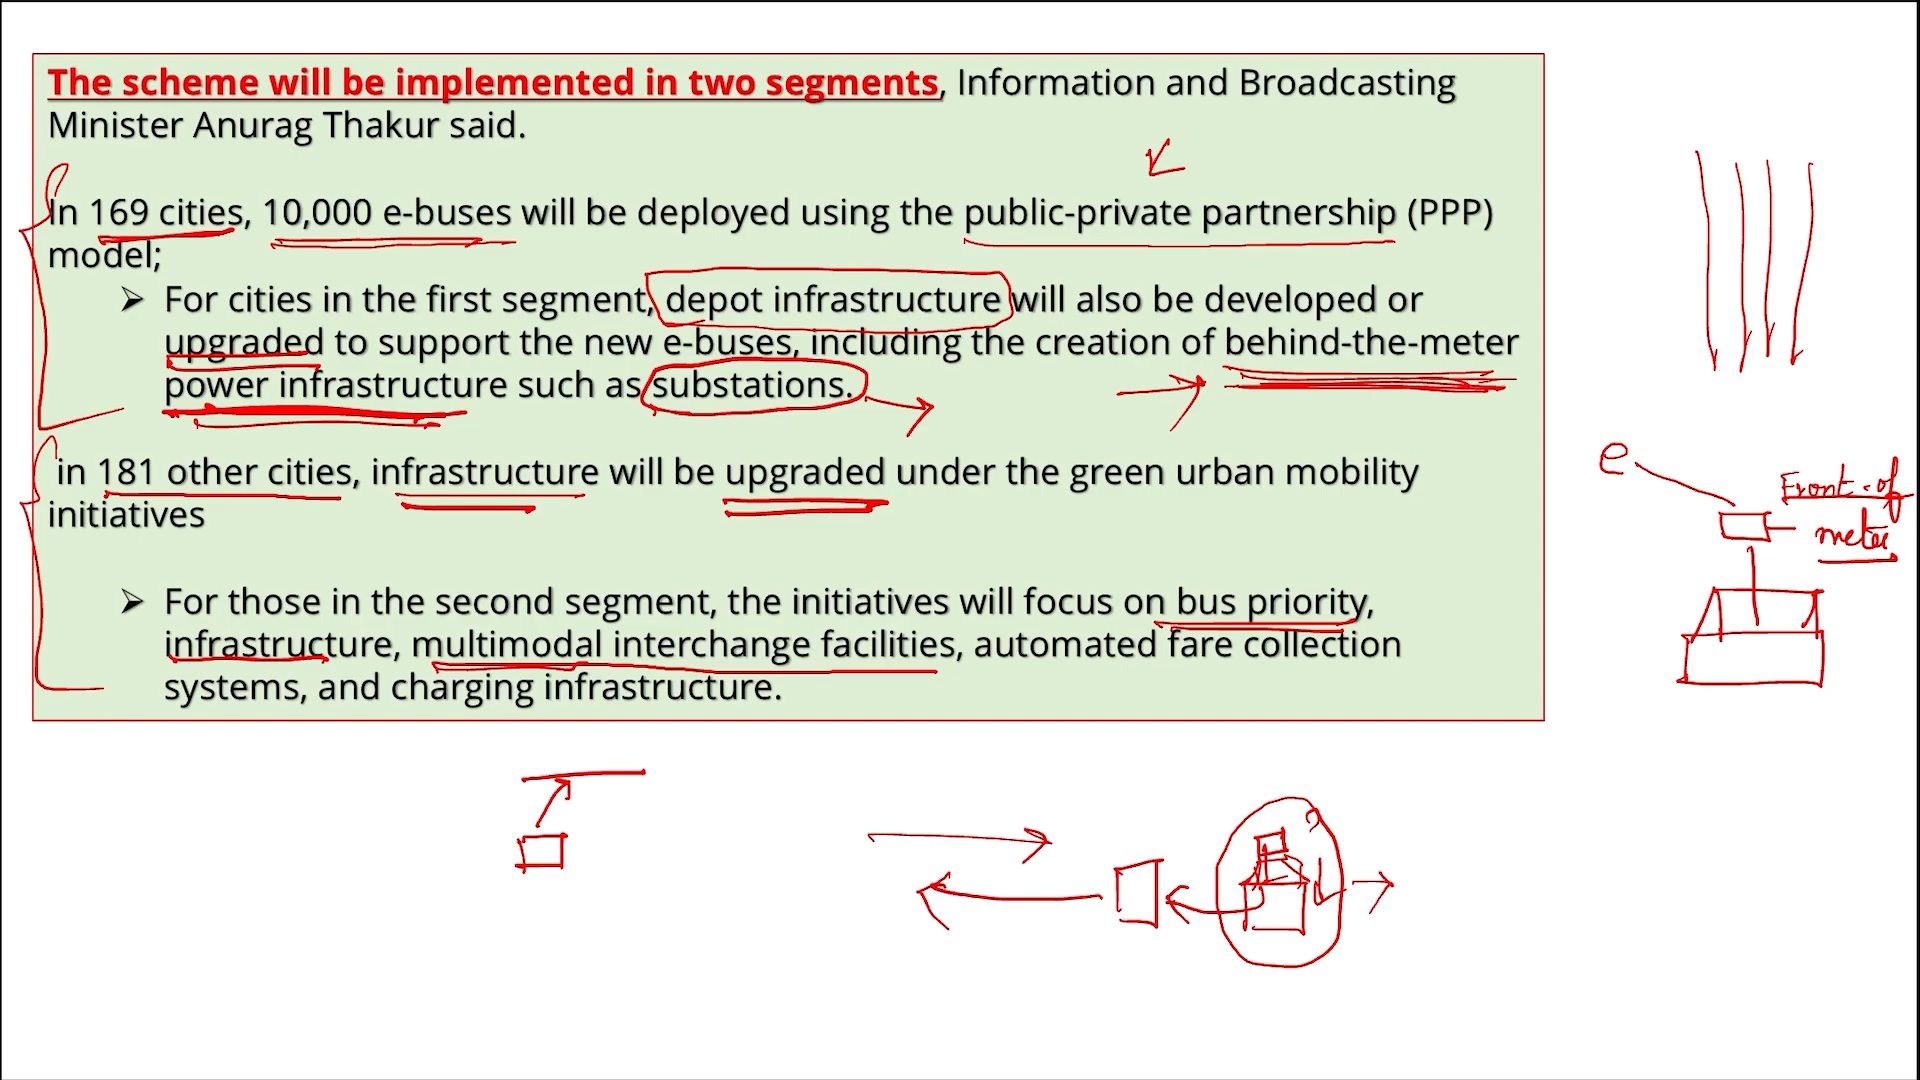 The scheme will be implemented in two segments, Information and Broadcasting
Minister Anurag Thakur said.
In 169 cities, 10,000 e-buses will be deployed using the public-private partnership (PPP)
model;
➢ For cities in the first segment, depot infrastructure will also be developed or
upgraded to support the new e-buses, including the creation of behind-the-meter
power infrastructure such as substations.
in 181 other cities, infrastructure will be upgraded under the green urban mobility
initiatives
➢ For those in the second segment, the initiatives will focus on bus priority,
infrastructure, multimodal interchange facilities, automated fare collection
systems, and charging infrastructure.
e
Front-of
meter